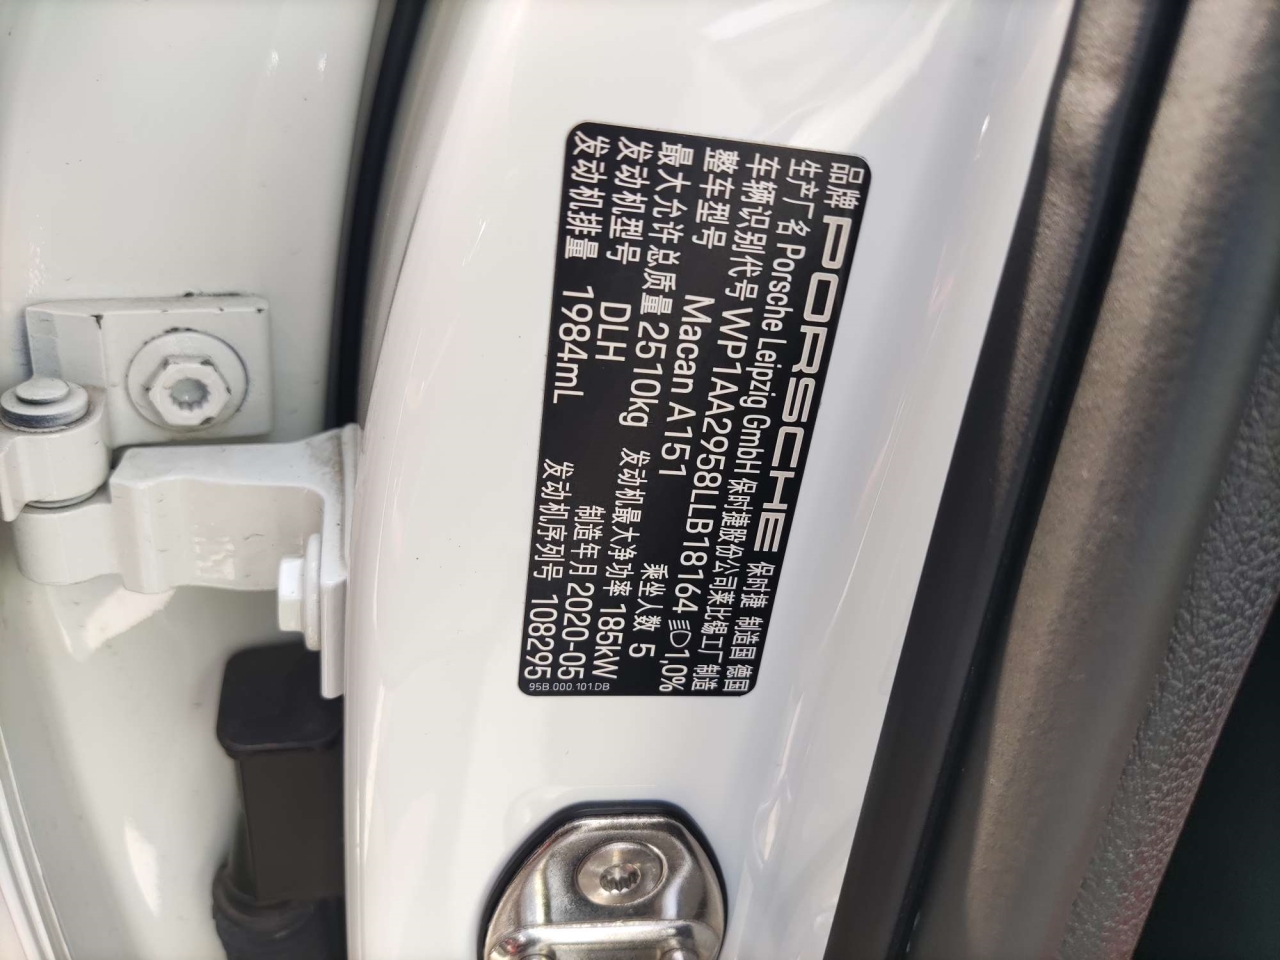 品牌 PORSCHE 保时捷 制造国 德国
生产厂名 Porsche Leipzig GmbH 保时捷股份公司莱比锡工厂 制造
车辆识别代号 WP1AA2958LLB18164 1,0%
整车型号 Macan A151 乘坐人数 5
最大允许总质量 2510kg 发动机最大净功率 185kW
发动机型号 DLH 制造年月 2020-05
发动机排量 1984mL 发动机序列号 108295
95B.000.101.DB